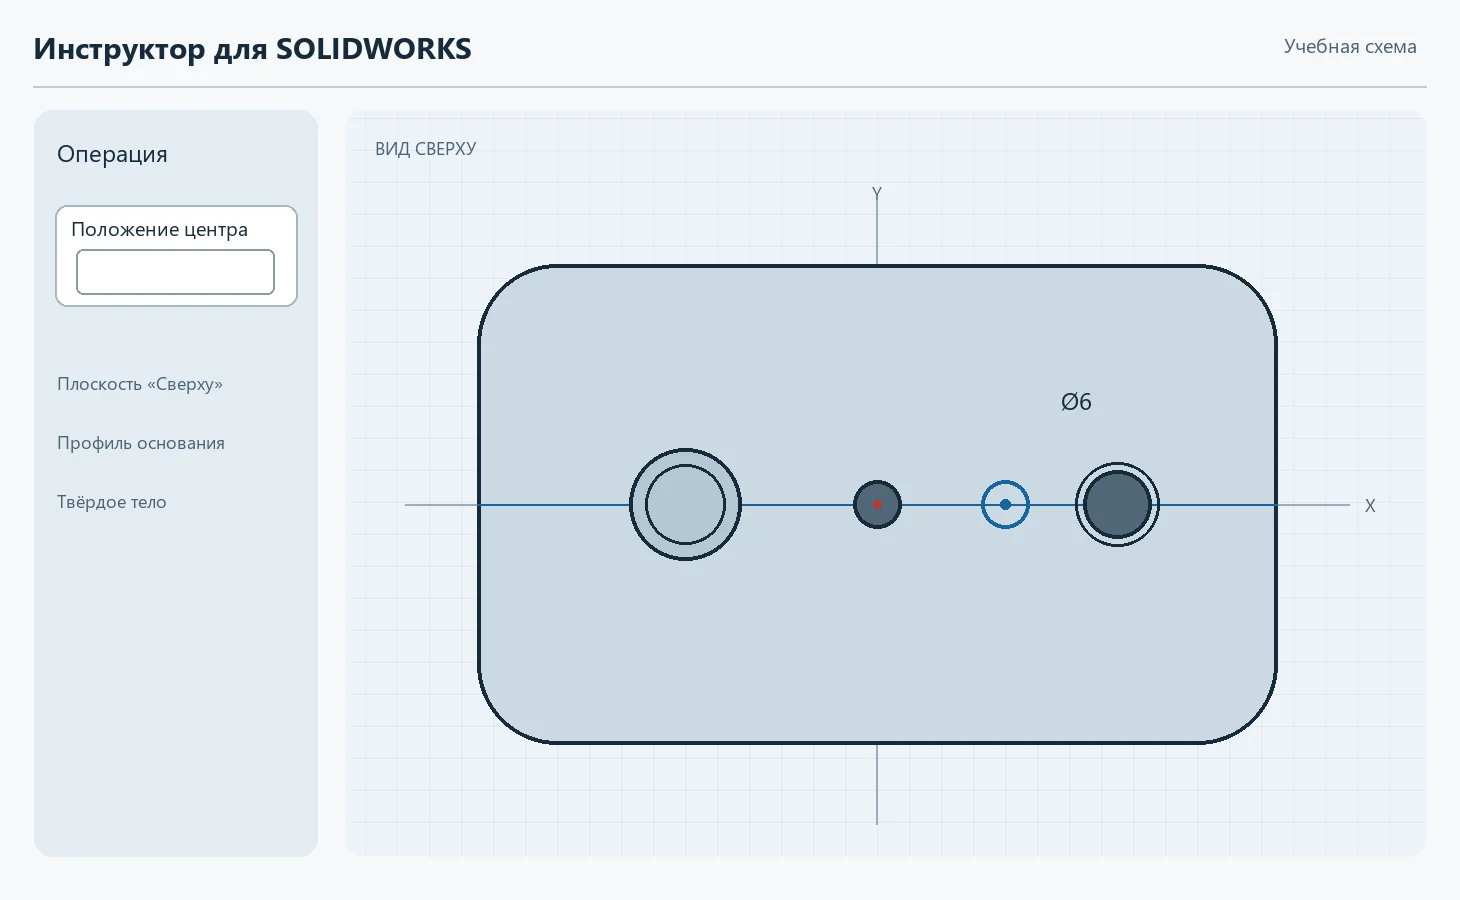 Инструктор для SOLIDWORKS
Учебная схема
Операция
Положение центра
Плоскость «Сверху»
Профиль основания
Твёрдое тело
ВИД СВЕРХУ
Y
Ø6
X